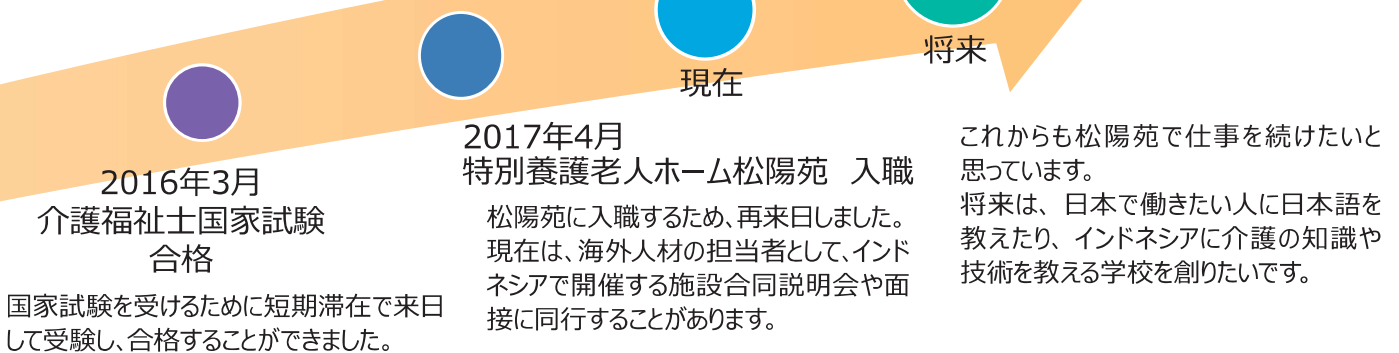 2016年3月
介護福祉士国家試験
合格
国家試験を受けるために短期滞在で来日
して受験し、合格することができました。
2017年4月
特別養護老人ホーム松陽苑　入職
現在
松陽苑に入職するため、再来日しました。
現在は、海外人材の担当者として、インド
ネシアで開催する施設合同説明会や面
接に同行することがあります。
将来
これからも松陽苑で仕事を続けたいと
思っています。
将来は、日本で働きたい人に日本語を
教えたり、インドネシアに介護の知識や
技術を教える学校を創りたいです。